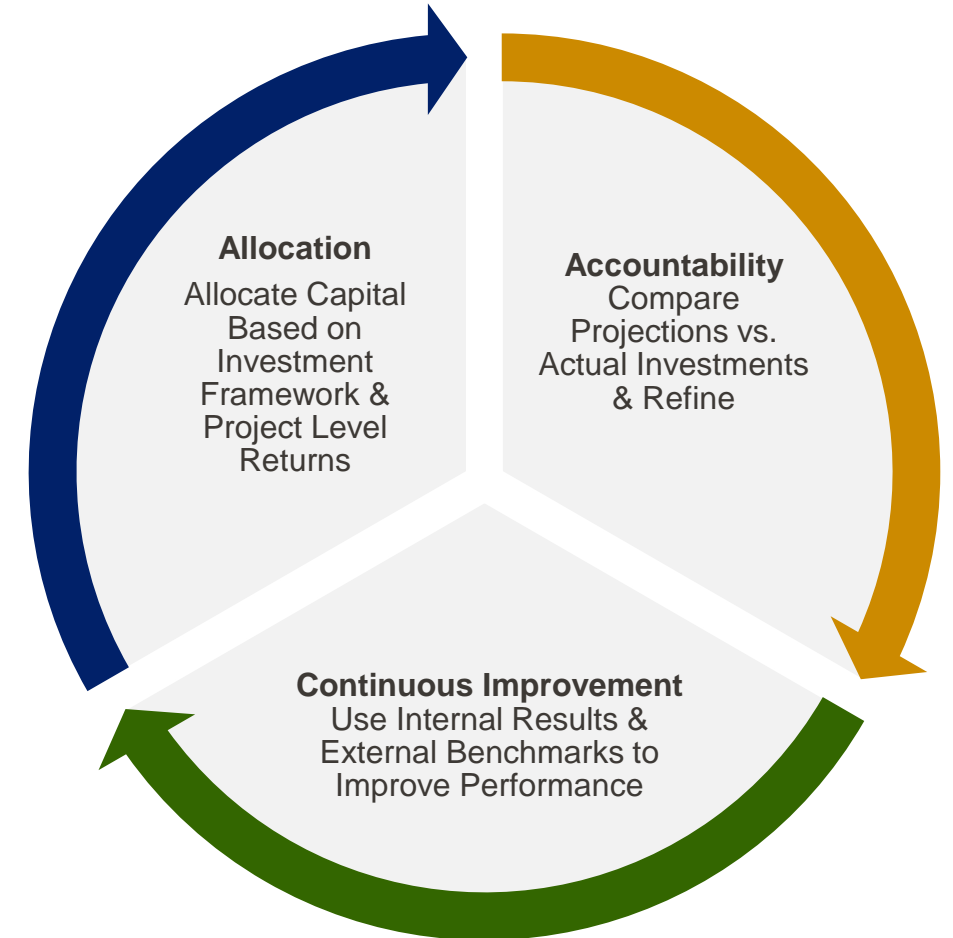 Allocation
Allocate Capital
Based on
Investment
Framework &
Project Level
Returns
Accountability
Compare
Projections vs.
Actual Investments
& Refine
Continuous Improvement
Use Internal Results &
External Benchmarks to
Improve Performance